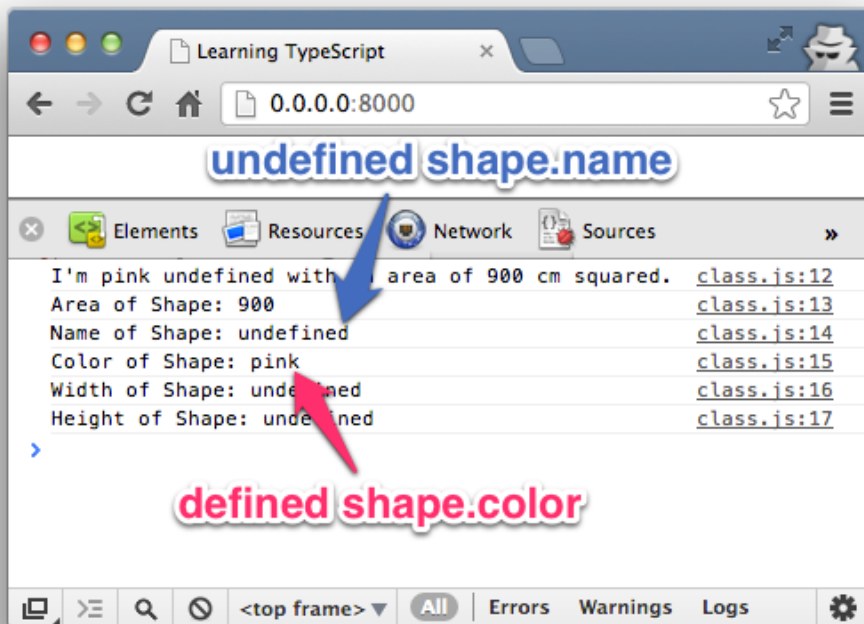 Learning TypeScript
0.0.0.0:8000
undefined shape.name
Elements Resources Network Sources »
I'm pink undefined with area of 900 cm squared. class.js:12
Area of Shape: 900 class.js:13
Name of Shape: undefined class.js:14
Color of Shape: pink class.js:15
Width of Shape: undefined class.js:16
Height of Shape: undefined class.js:17
defined shape.color
<top frame> All Errors Warnings Logs